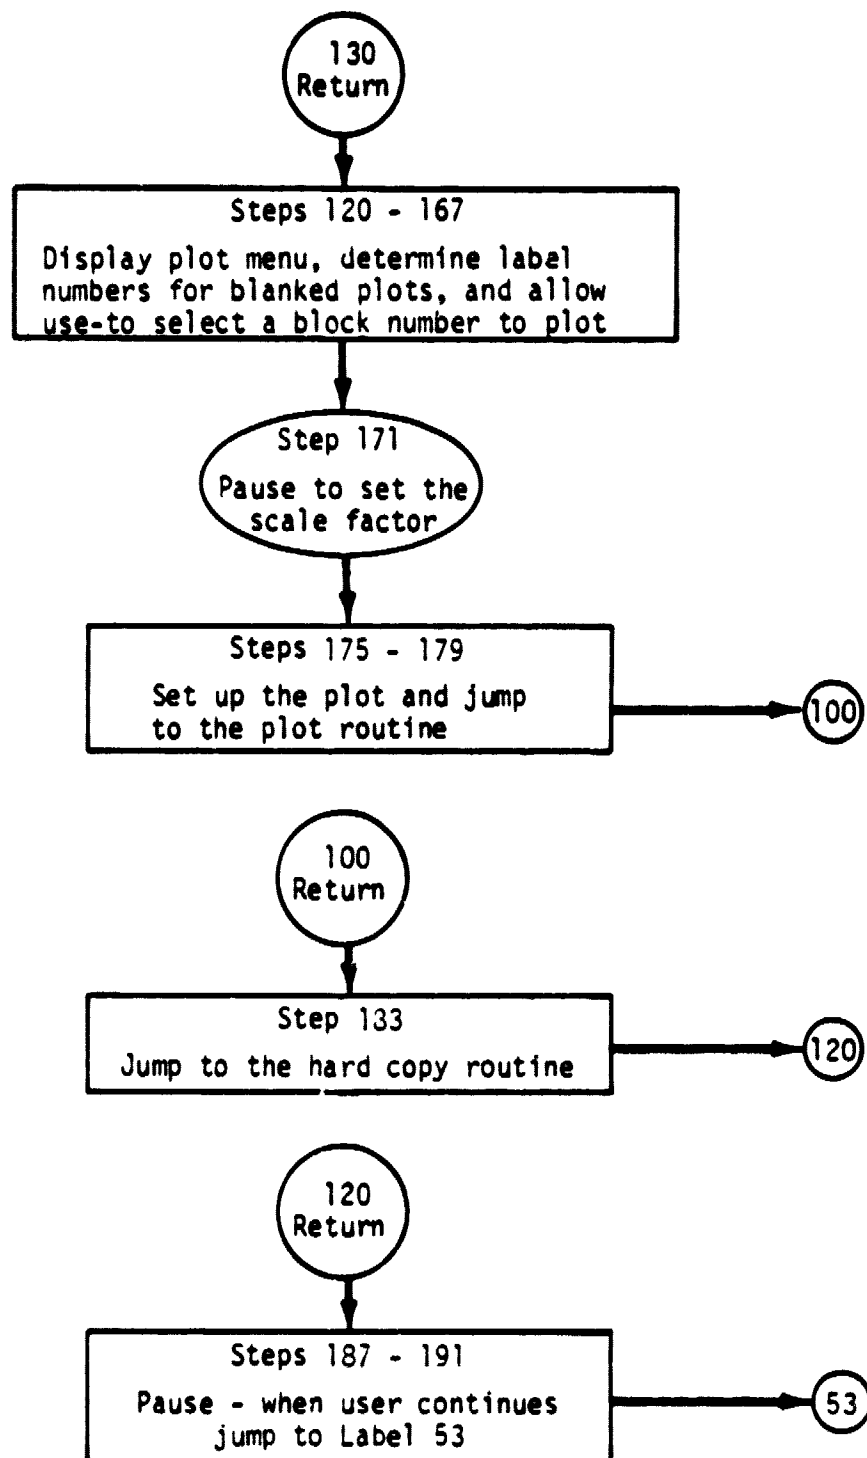 130
Return
Steps 120 - 167
Display plot menu, determine label
numbers for blanked plots, and allow
use-to select a block number to plot
Step 171
Pause to set the
scale factor
Steps 175 - 179
Set up the plot and jump
to the plot routine
100
100
Return
Step 133
Jump to the hard copy routine
120
120
Return
Steps 187 - 191
Pause - when user continues
jump to Label 53
53